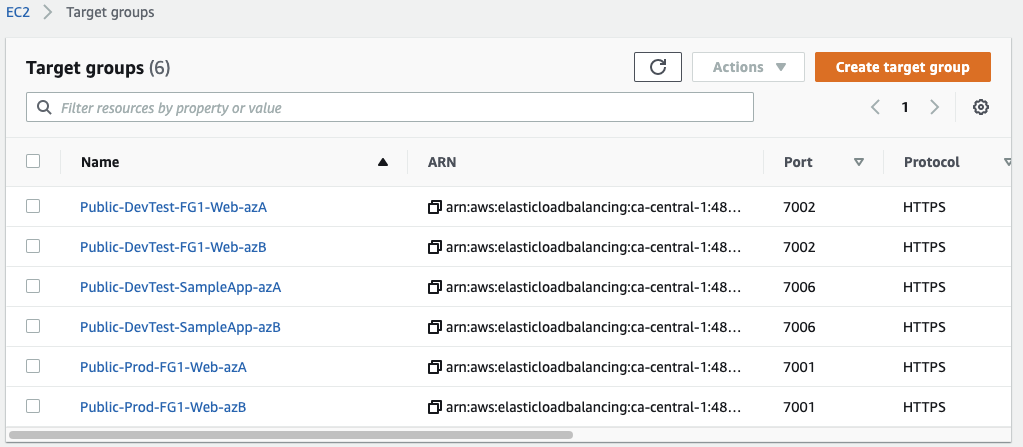 EC2 > Target groups
Target groups (6) Actions Create target group
Filter resources by property or value 1
Name ARN Port Protocol
Public-DevTest-FG1-Web-azA arn:aws:elasticloadbalancing:ca-central-1:48... 7002 HTTPS
Public-DevTest-FG1-Web-azB arn:aws:elasticloadbalancing:ca-central-1:48... 7002 HTTPS
Public-DevTest-SampleApp-azA arn:aws:elasticloadbalancing:ca-central-1:48... 7006 HTTPS
Public-DevTest-SampleApp-azB arn:aws:elasticloadbalancing:ca-central-1:48... 7006 HTTPS
Public-Prod-FG1-Web-azA arn:aws:elasticloadbalancing:ca-central-1:48... 7001 HTTPS
Public-Prod-FG1-Web-azB arn:aws:elasticloadbalancing:ca-central-1:48... 7001 HTTPS